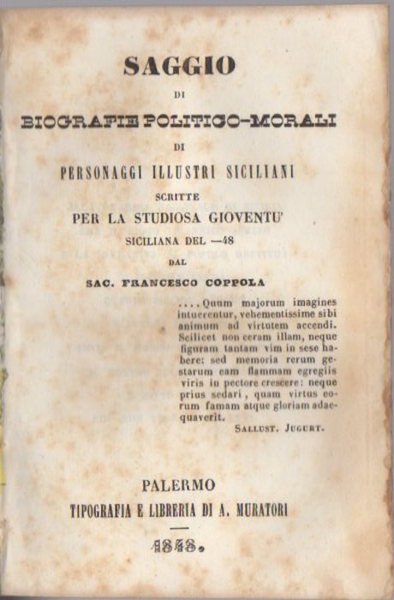 SAGGIO
DI
BIOGRAFIE POLITICO-MORALI
DI
PERSONAGGI ILLUSTRI SICILIANI
SCRITTE
PER LA STUDIOSA GIOVENTU'
SICILIANA DEL —48
DAL
SAC. FRANCESCO COPPOLA
....Quum majorum imagines
intuerentur, vehementissime sibi
animum ad virtutem accendi.
Scilicet non ceram illam, neque
figuram tantam vim in sese ha-
bere: sed memoria rerum ge-
starum eam flammam egregiis
viris in pectore crescere: neque
prius sedari, quam virtus eo-
rum famam atque gloriam adae-
quaverit.
SALLUST. JUGURT.
PALERMO
TIPOGRAFIA E LIBRERIA DI A. MURATORI
1848.